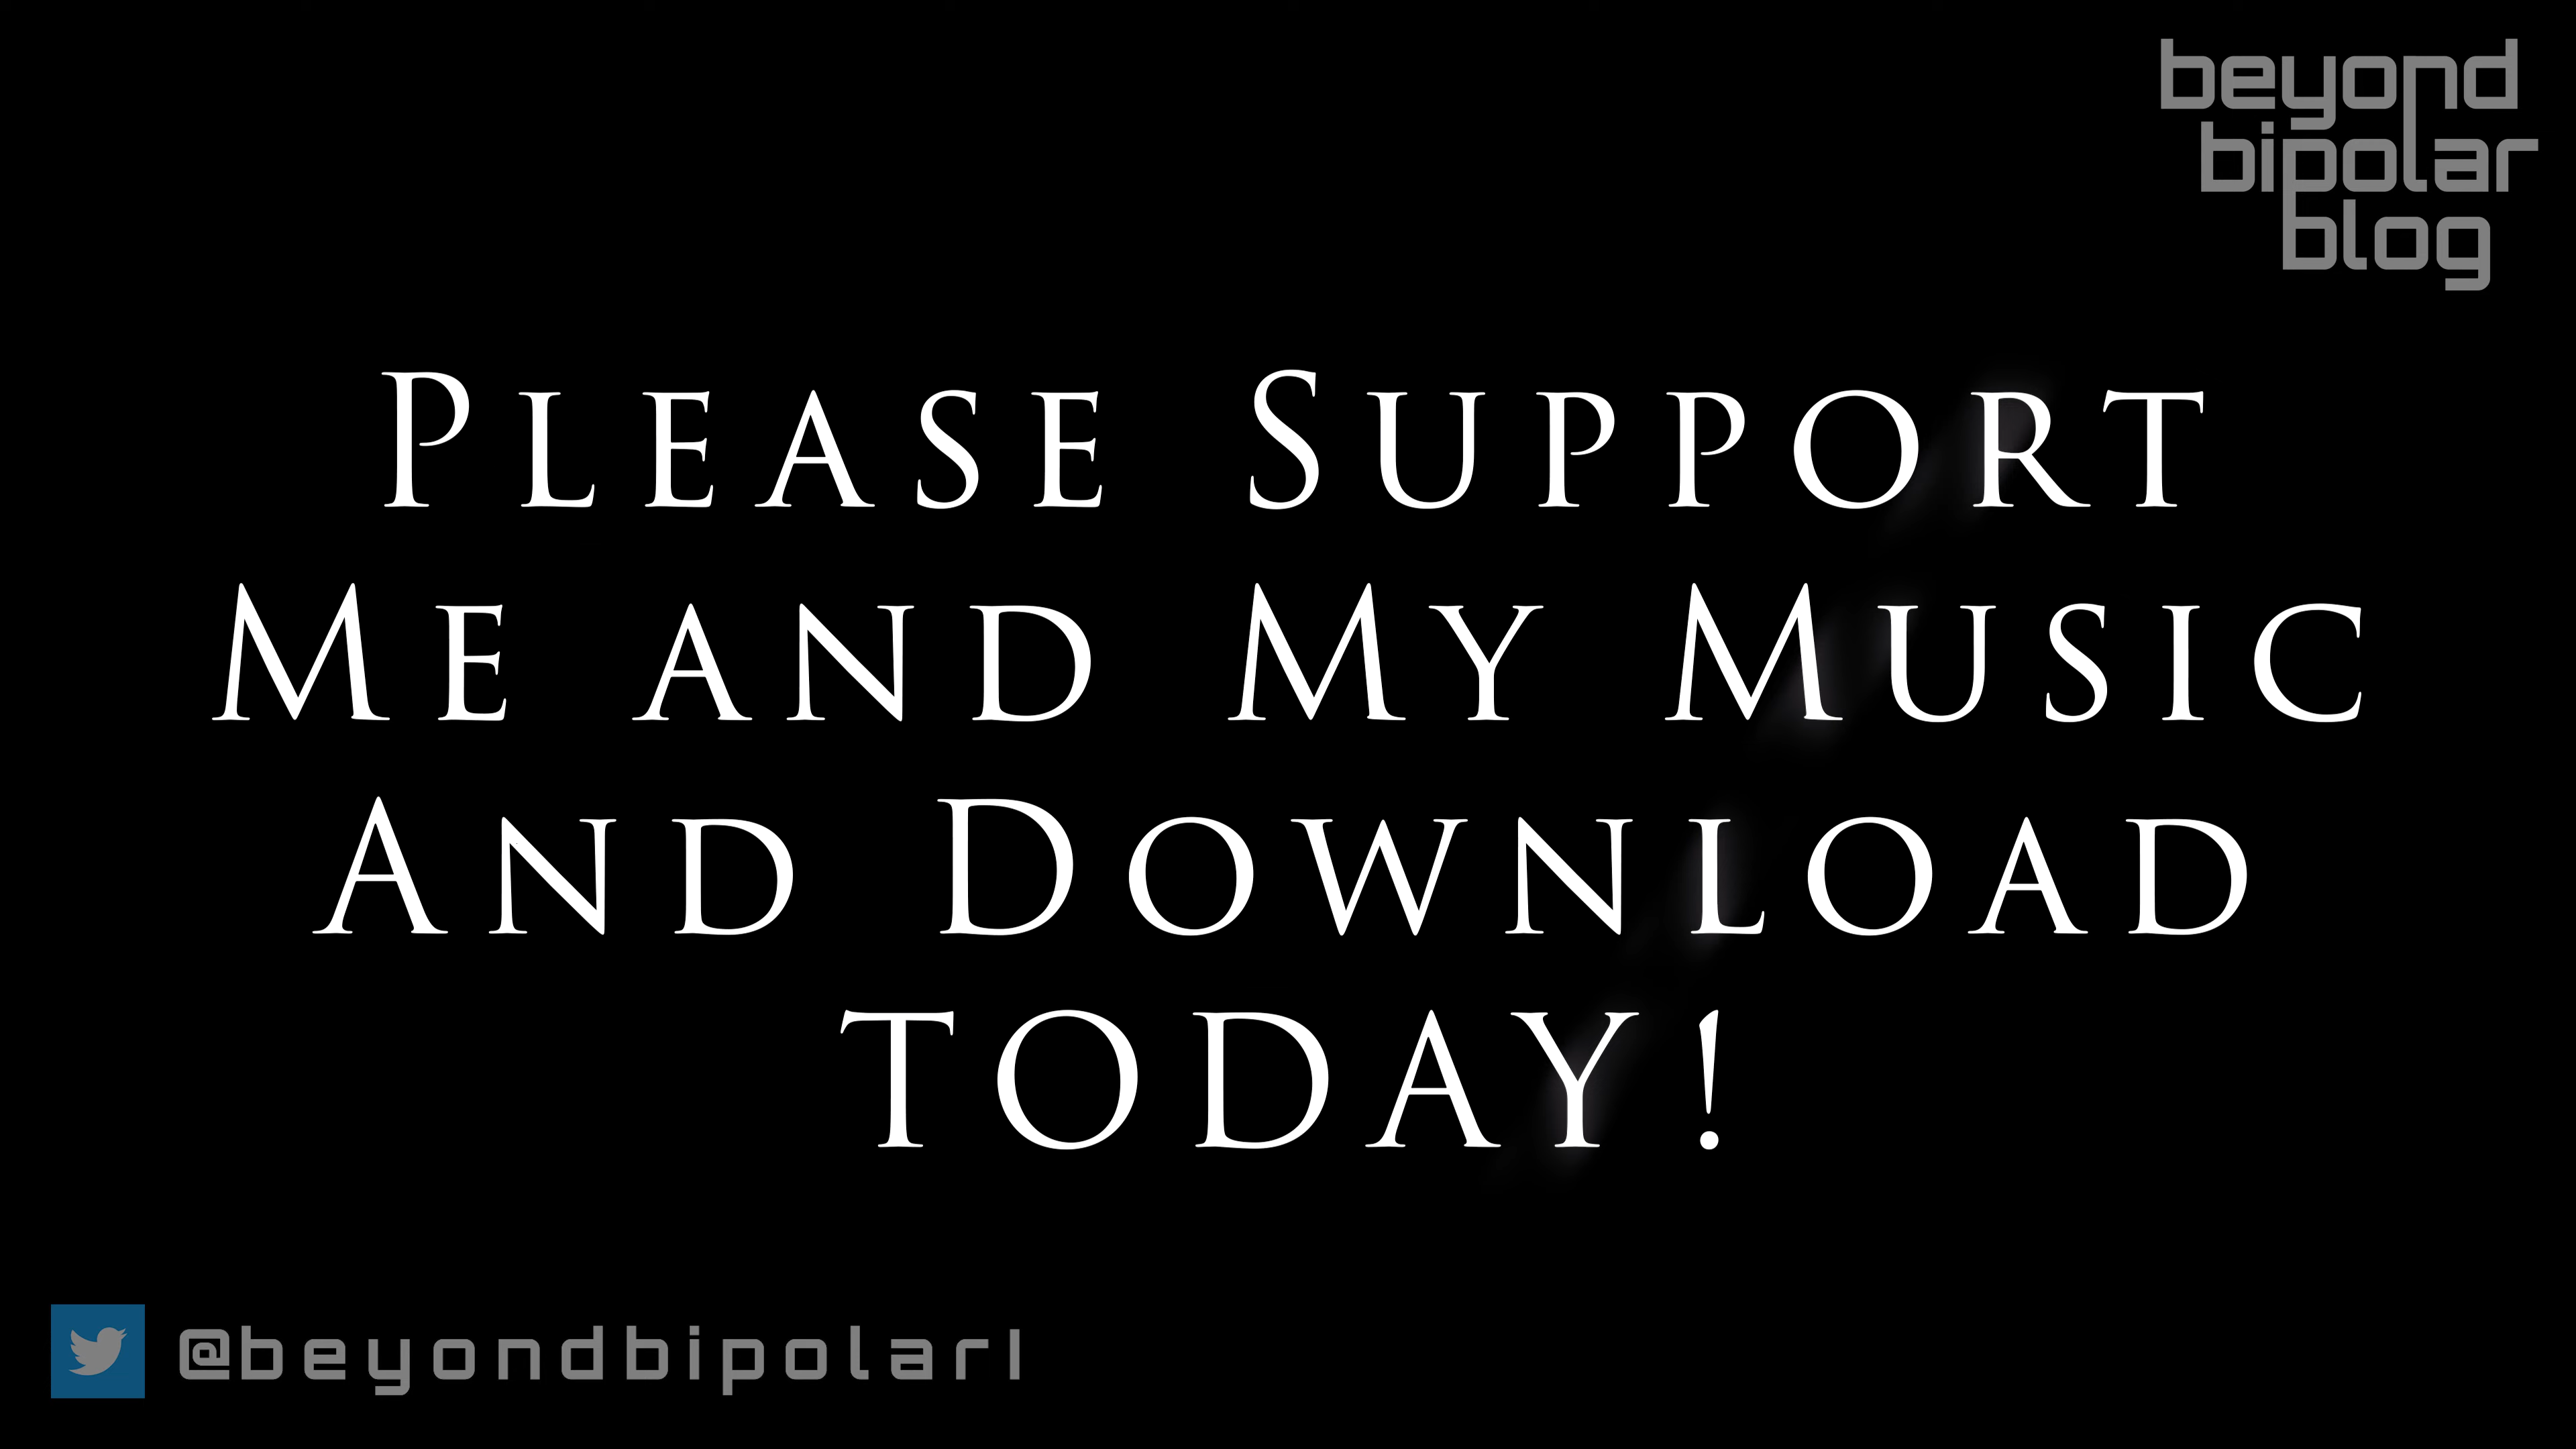 beyond
bipolar
blog
Please Support
Me and My Music
And Download
TODAY!
@beyondbipolar1